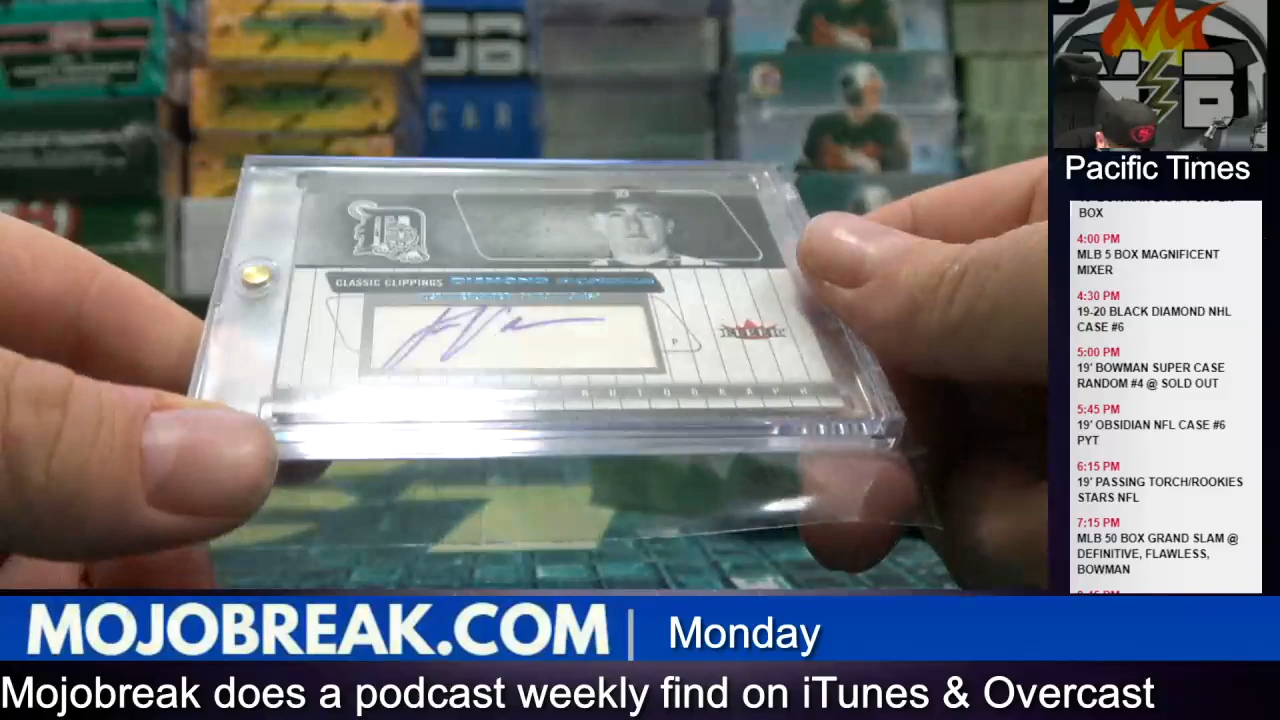 CLASSIC CLIPPINGS
FLEER
P
AUTOGRAPH
CAR
Pacific Times
BOX
4:00 PM
MLB 5 BOX MAGNIFICENT
MIXER
4:30 PM
19-20 BLACK DIAMOND NHL
CASE #6
5:00 PM
19' BOWMAN SUPER CASE
RANDOM #4 @ SOLD OUT
5:45 PM
19' OBSIDIAN NFL CASE #6
PYT
6:15 PM
19' PASSING TORCH/ROOKIES
STARS NFL
7:15 PM
MLB 50 BOX GRAND SLAM @
DEFINITIVE, FLAWLESS,
BOWMAN
MOJOBREAK.COM | Monday
Mojobreak does a podcast weekly find on iTunes & Overcast